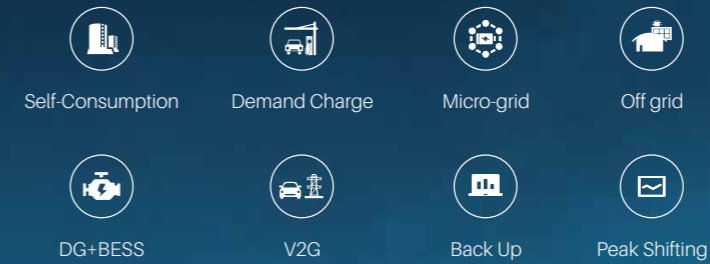 Self-Consumption
Demand Charge
Micro-grid
Off grid
DG+BESS
V2G
Back Up
Peak Shifting